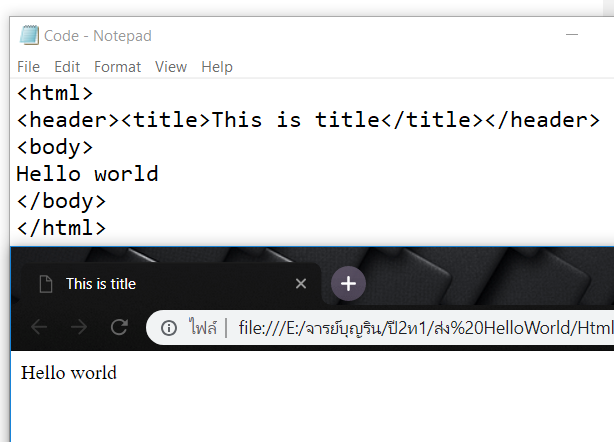 Code - Notepad
File Edit Format View Help
<html>
<header><title>This is title</title></header>
<body>
Hello world
</body>
</html>
This is title
ไฟล์ file:///E:/จารย์บุญริน/ปี2ท1/ส่ง%20HelloWorld/Html
Hello world